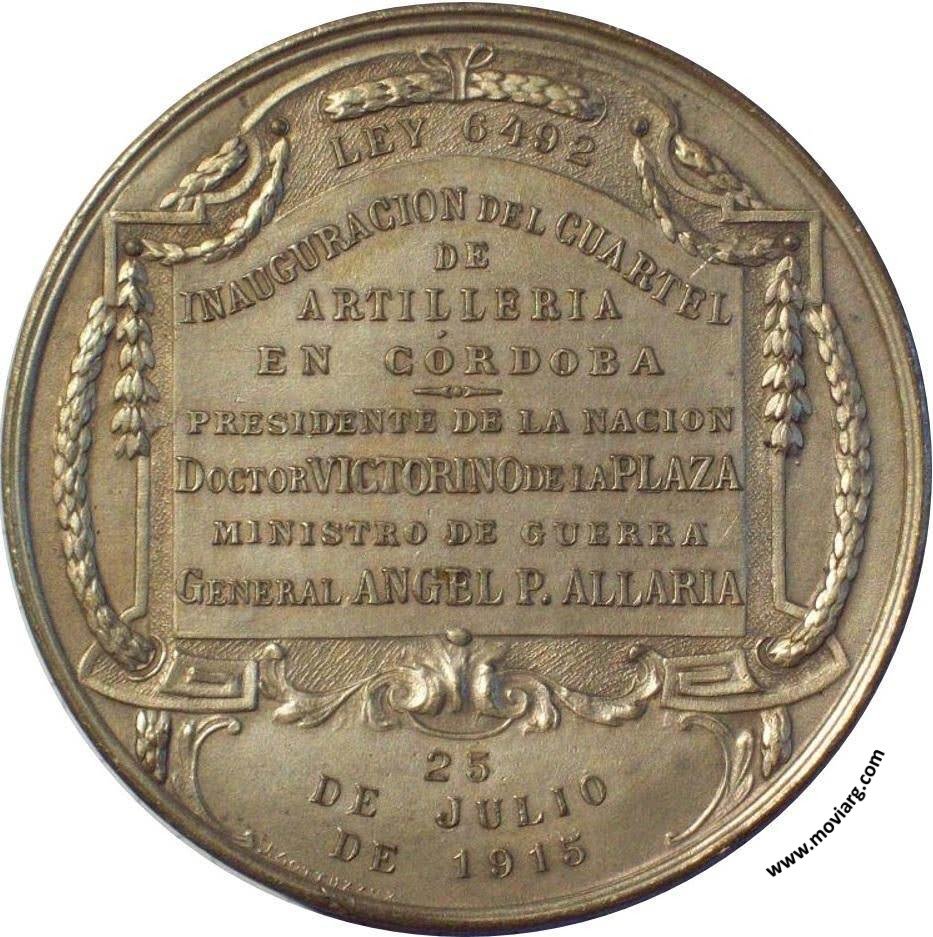 LEY 6492
INAUGURACION DEL CUARTEL
DE
ARTILLERIA
EN CÓRDOBA
PRESIDENTE DE LA NACION
DOCTOR VICTORINO DE LA PLAZA
MINISTRO DE GUERRA
GENERAL ANGEL P. ALLARIA
25
DE JULIO
DE 1915
www.moviarg.com